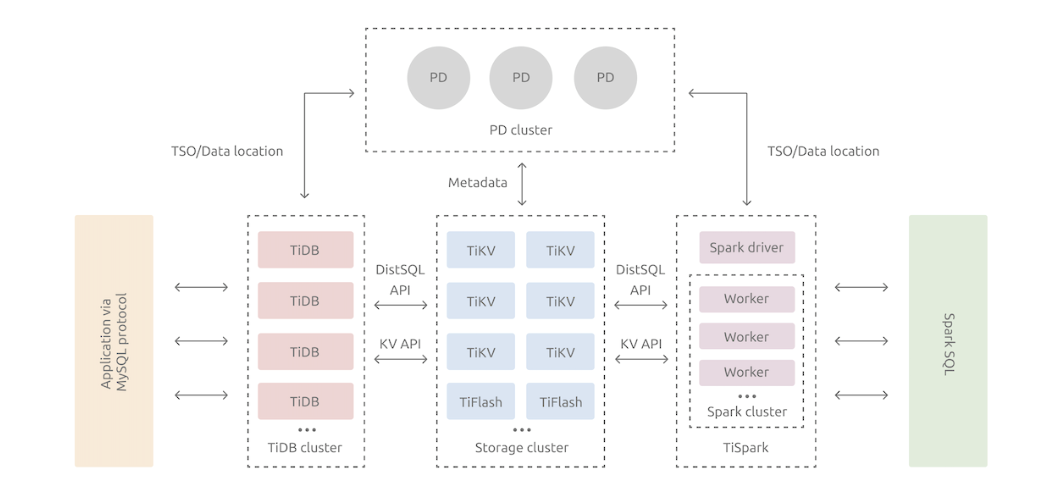 PD PD PD
PD cluster
TSO/Data location
TSO/Data location
Metadata
Application via
MySQL protocol
TiDB
TiDB
TiDB
TiDB
TiDB cluster
DistSQL
API
KV API
TiKV TiKV
TiKV TiKV
TiKV TiKV
TiFlash TiFlash
Storage cluster
DistSQL
API
KV API
Spark driver
Worker
Worker
Worker
Spark cluster
TiSpark
Spark SQL